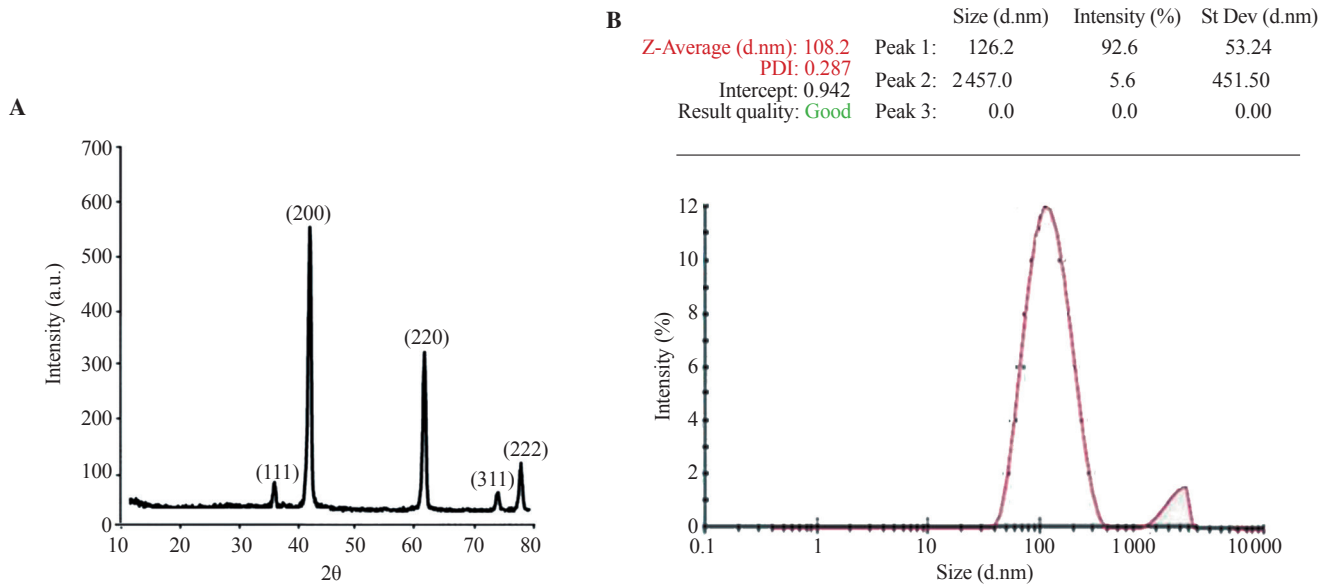 A
700
600
500
400
300
200
100
0
Intensity (a.u.)
(111)
(200)
(220)
(311)
(222)
10 20 30 40 50 60 70 80
2θ
B
Size (d.nm) Intensity (%) St Dev (d.nm)
Z-Average (d.nm): 108.2 Peak 1: 126.2 92.6 53.24
PDI: 0.287
Peak 2: 2457.0 5.6 451.50
Intercept: 0.942
Result quality: Good Peak 3: 0.0 0.0 0.00
12
10
8
6
4
2
0
Intensity (%)
0.1 1 10 100 1000 10000
Size (d.nm)